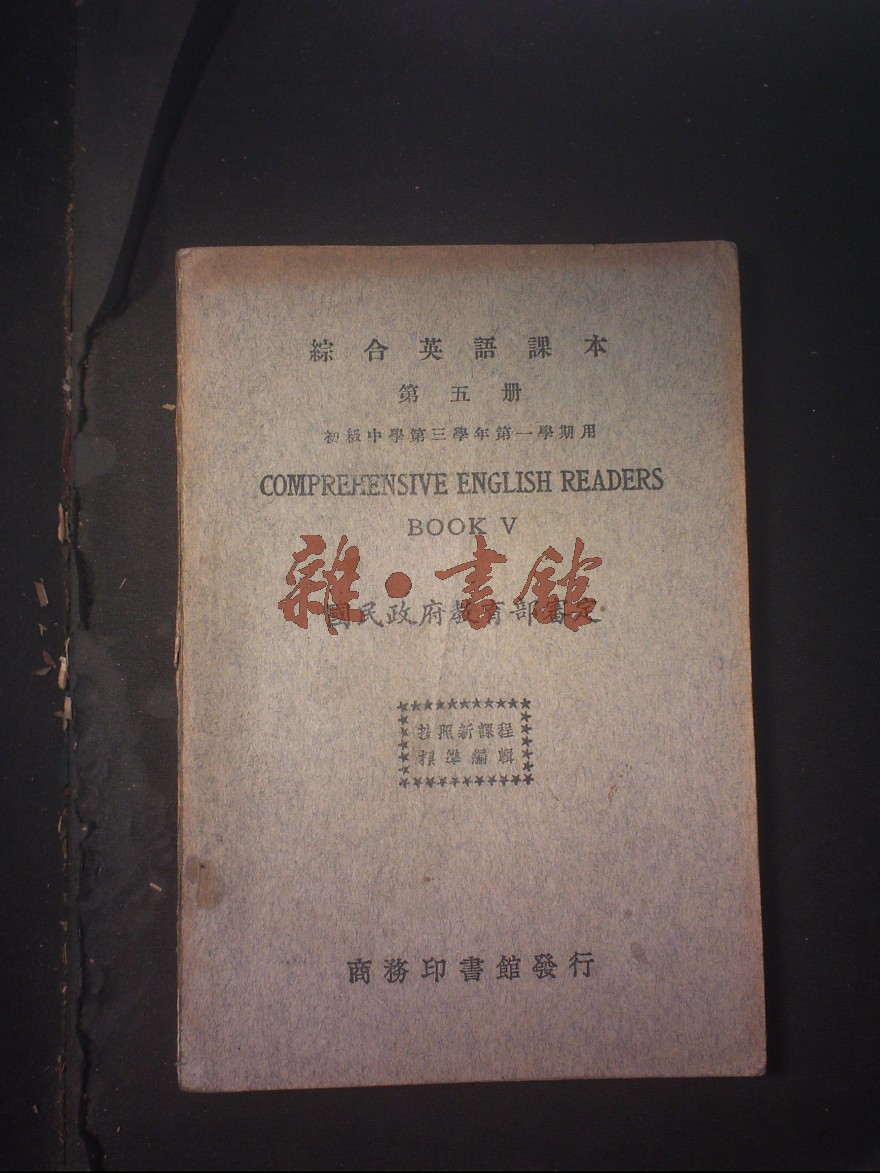 綜合英語課本
第五册
初級中學第三學年第一學期用
COMPREHENSIVE ENGLISH READERS
BOOK V
雜·書館
國民政府教育部審定
按照新課程
標準編輯
商務印書館發行